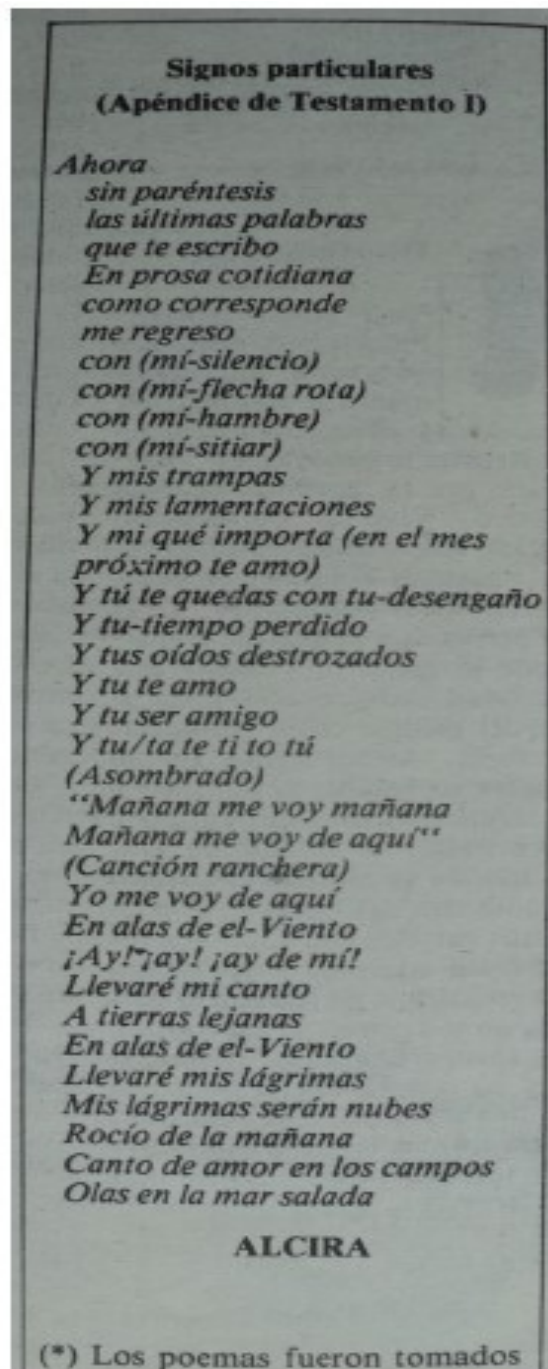 Signos particulares
(Apéndice de Testamento I)
Ahora
sin paréntesis
las últimas palabras
que te escribo
En prosa cotidiana
como corresponde
me regreso
con (mí-silencio)
con (mí-flecha rota)
con (mí-hambre)
con (mí-sitiar)
Y mis trampas
Y mis lamentaciones
Y mi qué importa (en el mes
próximo te amo)
Y tú te quedas con tu-desengaño
Y tu-tiempo perdido
Y tus oídos destrozados
Y tu te amo
Y tu ser amigo
Y tu/ta te ti to tú
(Asombrado)
“Mañana me voy mañana
Mañana me voy de aquí“
(Canción ranchera)
Yo me voy de aquí
En alas de el-Viento
¡Ay! ¡ay! ¡ay de mí!
Llevaré mi canto
A tierras lejanas
En alas de el-Viento
Llevaré mis lágrimas
Mis lágrimas serán nubes
Rocío de la mañana
Canto de amor en los campos
Olas en la mar salada
ALCIRA
(*) Los poemas fueron tomados